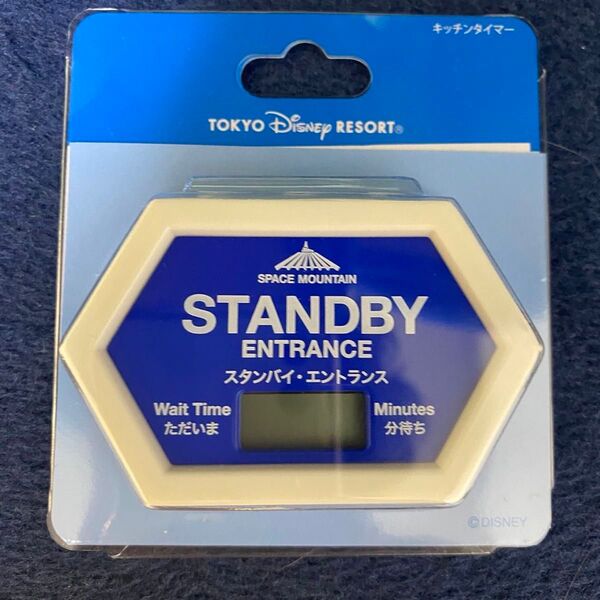 キッチンタイマー
TOKYO Disney RESORT®
SPACE MOUNTAIN
STANDBY
ENTRANCE
スタンバイ・エントランス
Wait Time Minutes
ただいま 分待ち
©DISNEY